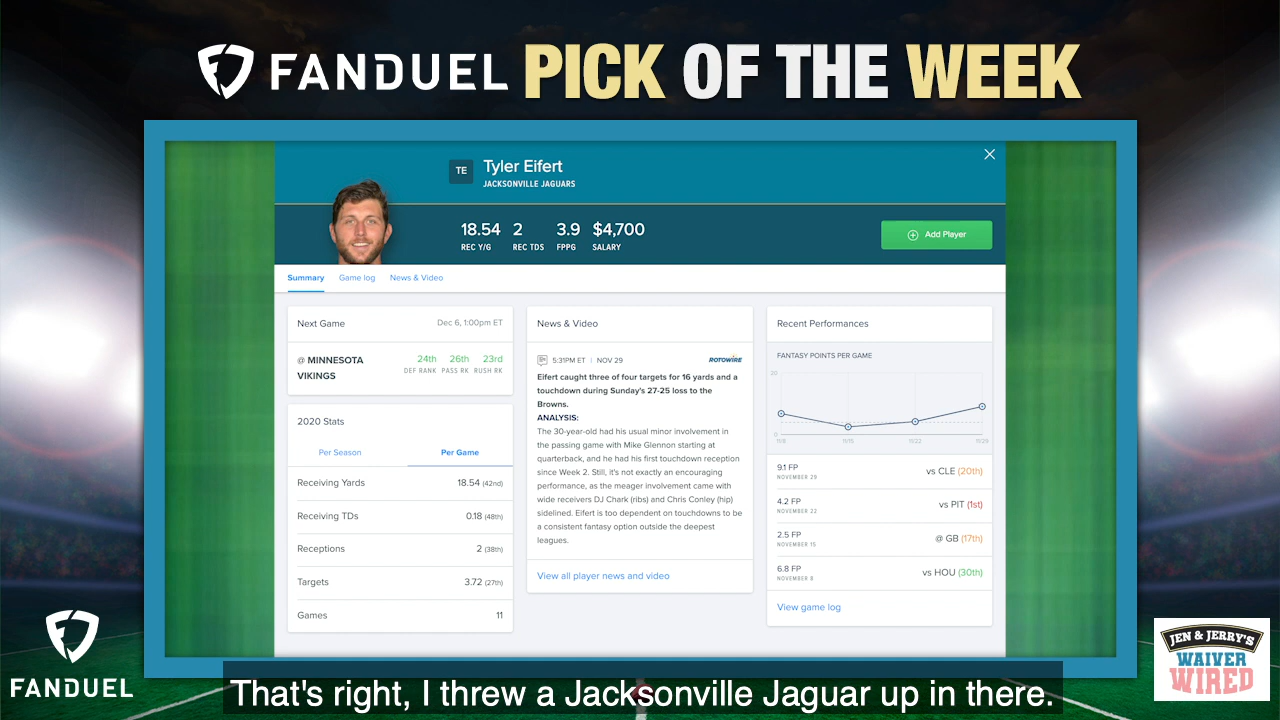 FANDUEL PICK OF THE WEEK
TE
Tyler Eifert
JACKSONVILLE JAGUARS
18.54 2 3.9 $4,700
REC Y/G REC TDS FPPG SALARY
Add Player
Summary Game log News & Video
Next Game Dec 6, 1:00pm ET
@ MINNESOTA VIKINGS
24th 26th 23rd
DEF RANK PASS RK RUSH RK
2020 Stats
Per Season Per Game
Receiving Yards 18.54 (42nd)
Receiving TDs 0.18 (48th)
Receptions 2 (38th)
Targets 3.72 (27th)
Games 11
News & Video
5:31PM ET | NOV 29 ROTOWIRE
Eifert caught three of four targets for 16 yards and a
touchdown during Sunday's 27-25 loss to the
Browns.
ANALYSIS:
The 30-year-old had his usual minor involvement in
the passing game with Mike Glennon starting at
quarterback, and he had his first touchdown reception
since Week 2. Still, it's not exactly an encouraging
performance, as the meager involvement came with
wide receivers DJ Chark (ribs) and Chris Conley (hip)
sidelined. Eifert is too dependent on touchdowns to be
a consistent fantasy option outside the deepest
leagues.
View all player news and video
Recent Performances
FANTASY POINTS PER GAME
20
0
11/8 11/15 11/22 11/29
9.1 FP vs CLE (20th)
NOVEMBER 29
4.2 FP vs PIT (1st)
NOVEMBER 22
2.5 FP @ GB (17th)
NOVEMBER 15
6.8 FP vs HOU (30th)
NOVEMBER 8
View game log
FANDUEL
JEN & JERRY'S
WAIVER
WIRED
That's right, I threw a Jacksonville Jaguar up in there.